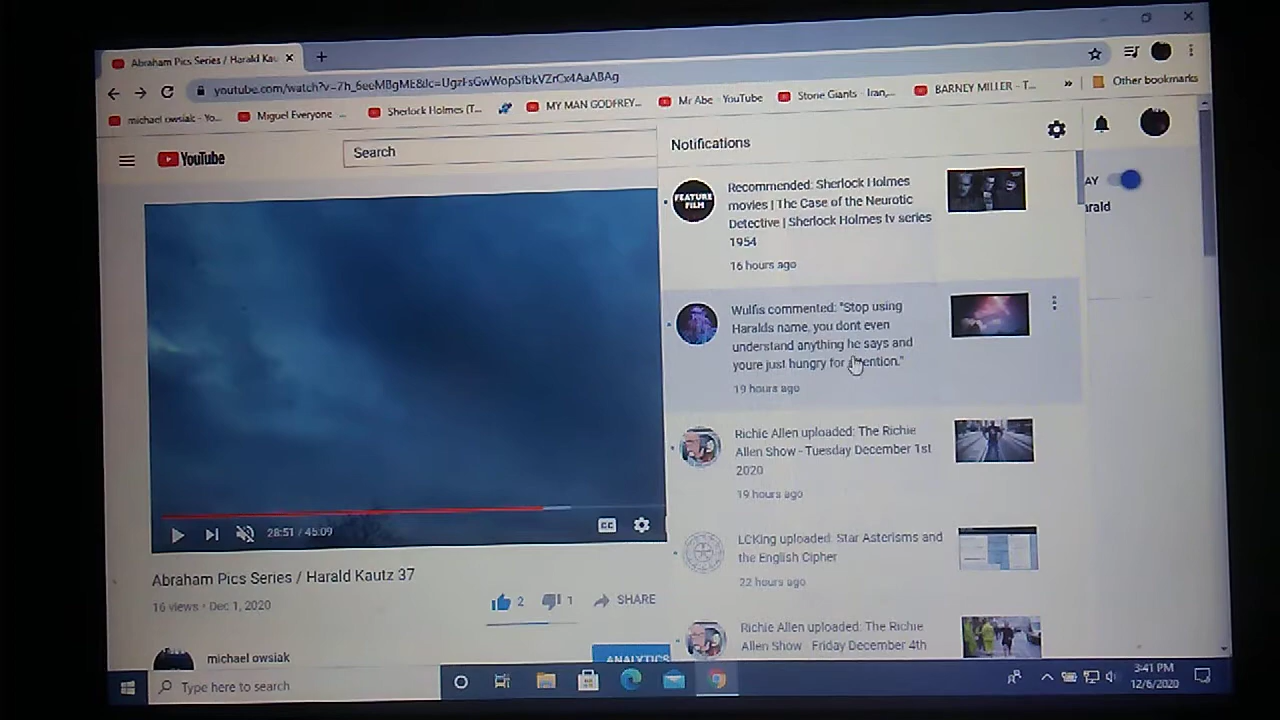 Abraham Pics Series / Harald Kau
youtube.com/watch?v=
michael owsiak - Yo...
Miguel Everyone ...
Sherlock Holmes (T...
MY MAN GODFREY...
Mr Abe - YouTube
Stone Giants - Iran,...
BARNEY MILLER - T...
»
Other bookmarks
YouTube
Search
Notifications
AY
arald
FEATURE
FILM
Recommended: Sherlock Holmes
movies | The Case of the Neurotic
Detective | Sherlock Holmes tv series
1954
16 hours ago
Wulfis commented: "Stop using
Haralds name, you dont even
understand anything he says and
youre just hungry for attention."
19 hours ago
Richie Allen uploaded: The Richie
Allen Show - Tuesday December 1st
2020
19 hours ago
LCKing uploaded: Star Asterisms and
the English Cipher
22 hours ago
Richie Allen uploaded: The Richie
Allen Show - Friday December 4th
28:51 / 45:09
CC
Abraham Pics Series / Harald Kautz 37
16 views • Dec 1, 2020
2
1
SHARE
michael owsiak
ANALYTICS
Type here to search
3:41 PM
12/6/2020